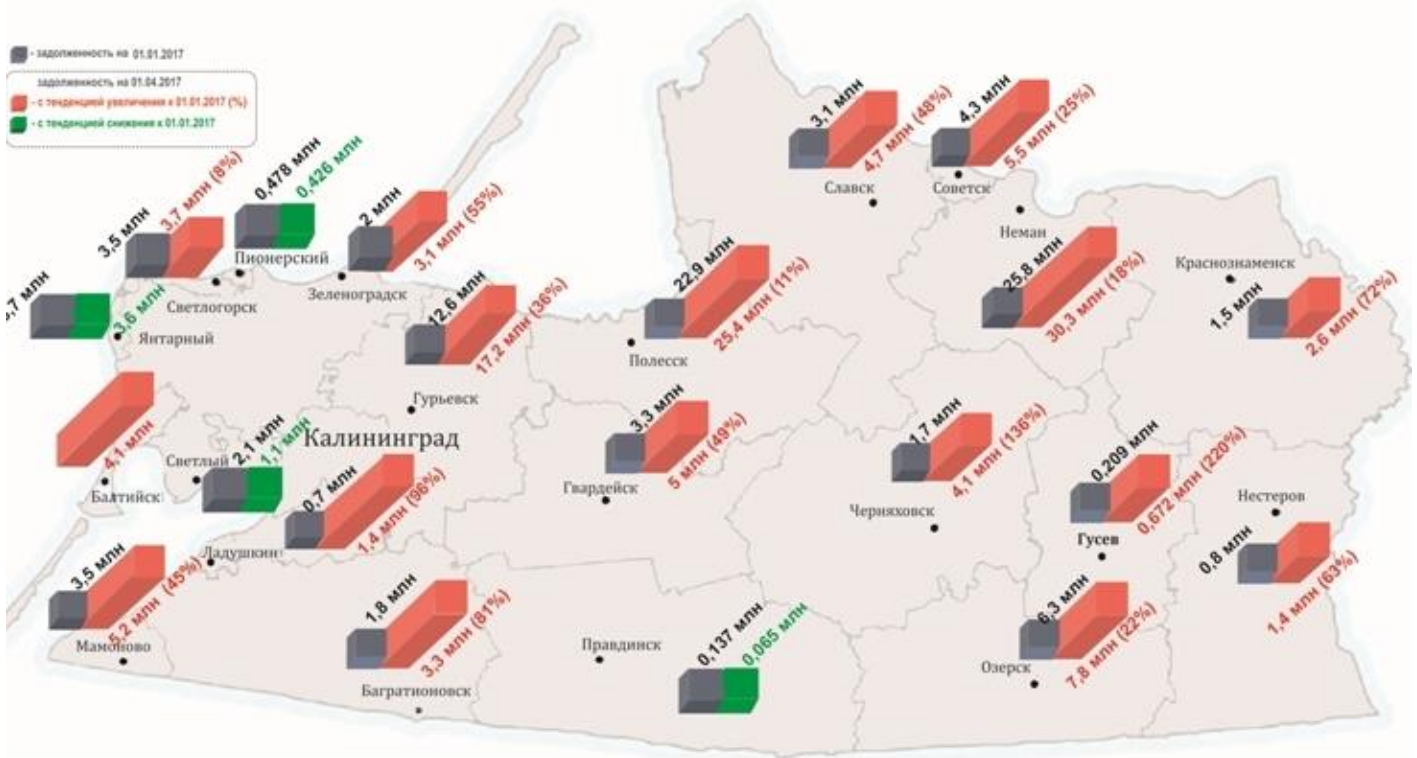 - задолженность на 01.01.2017
задолженность на 01.04.2017
- с тенденцией увеличения к 01.01.2017 (%)
- с тенденцией снижения к 01.01.2017
3,1 млн
4,7 млн (48%)
Славск
4,3 млн
5,5 млн (25%)
Советск
0,478 млн
0,426 млн
Пионерский
3,5 млн
3,7 млн (8%)
Светлогорск
2 млн
3,1 млн (55%)
Зеленоградск
,7 млн
3,6 млн
Янтарный
12,6 млн
17,2 млн (36%)
Гурьевск
22,9 млн
25,4 млн (11%)
Полесск
Неман
25,8 млн
30,3 млн (18%)
Краснознаменск
1,5 млн
2,6 млн (72%)
4,1 млн
Балтийск
Калининград
Светлый
2,1 млн
1,1 млн
0,7 млн
1,4 млн (96%)
Ладушкин
3,3 млн
5 млн (49%)
Гвардейск
1,7 млн
4,1 млн (136%)
Черняховск
0,209 млн
0,672 млн (220%)
Гусев
Нестеров
0,8 млн
1,4 млн (63%)
3,5 млн
5,2 млн (45%)
Мамоново
1,8 млн
3,3 млн (81%)
Багратионовск
Правдинск
0,137 млн
0,065 млн
6,3 млн
7,8 млн (22%)
Озерск